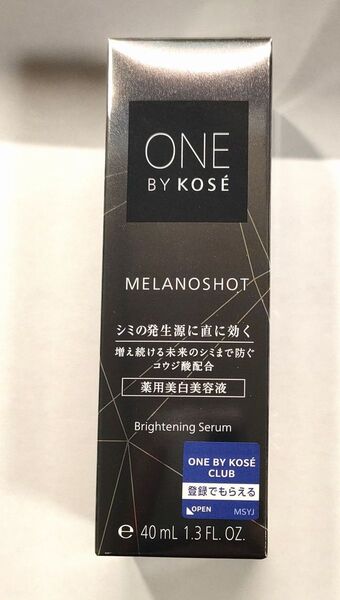 ONE
BY KOSÉ
MELANOSHOT
シミの発生源に直に効く
増え続ける未来のシミまで防ぐ
コウジ酸配合
薬用美白美容液
Brightening Serum
ONE BY KOSÉ
CLUB
登録でもらえる
OPEN MSYJ
e 40 mL 1.3 FL. OZ.